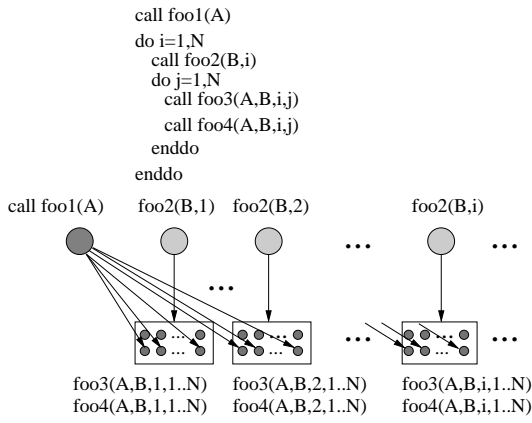 call foo1(A)
do i=1,N
call foo2(B,i)
do j=1,N
call foo3(A,B,i,j)
call foo4(A,B,i,j)
enddo
enddo
call foo1(A) foo2(B,1) foo2(B,2) foo2(B,i)
... ...
...
... ... ... ... ...
... ... ...
foo3(A,B,1,1..N) foo3(A,B,2,1..N) foo3(A,B,i,1..N)
foo4(A,B,1,1..N) foo4(A,B,2,1..N) foo4(A,B,i,1..N)